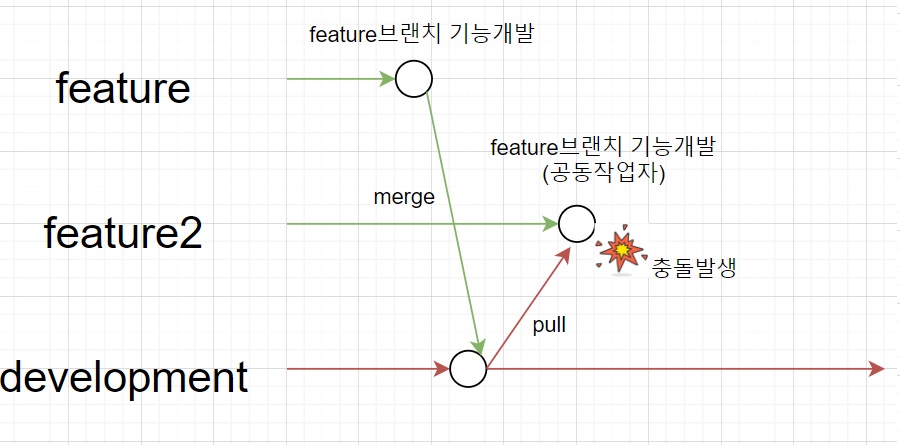 feature브랜치 기능개발
feature
feature브랜치 기능개발
(공동작업자)
merge
feature2
충돌발생
pull
development